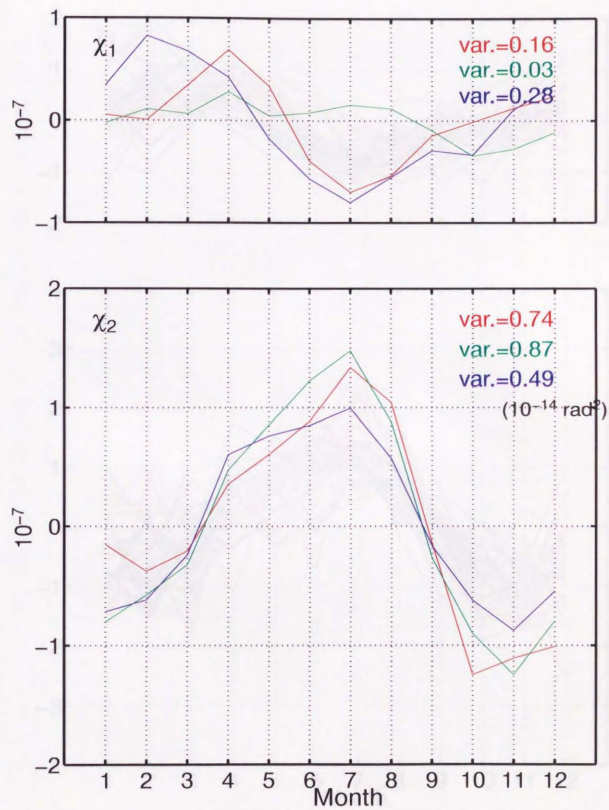 1
χ1
var.=0.16
var.=0.03
var.=0.28
10−7
0
−1
2
χ2
var.=0.74
var.=0.87
var.=0.49
(10−14 rad2)
1
10−7
0
−1
−2
1 2 3 4 5 6 7 8 9 10 11 12
Month